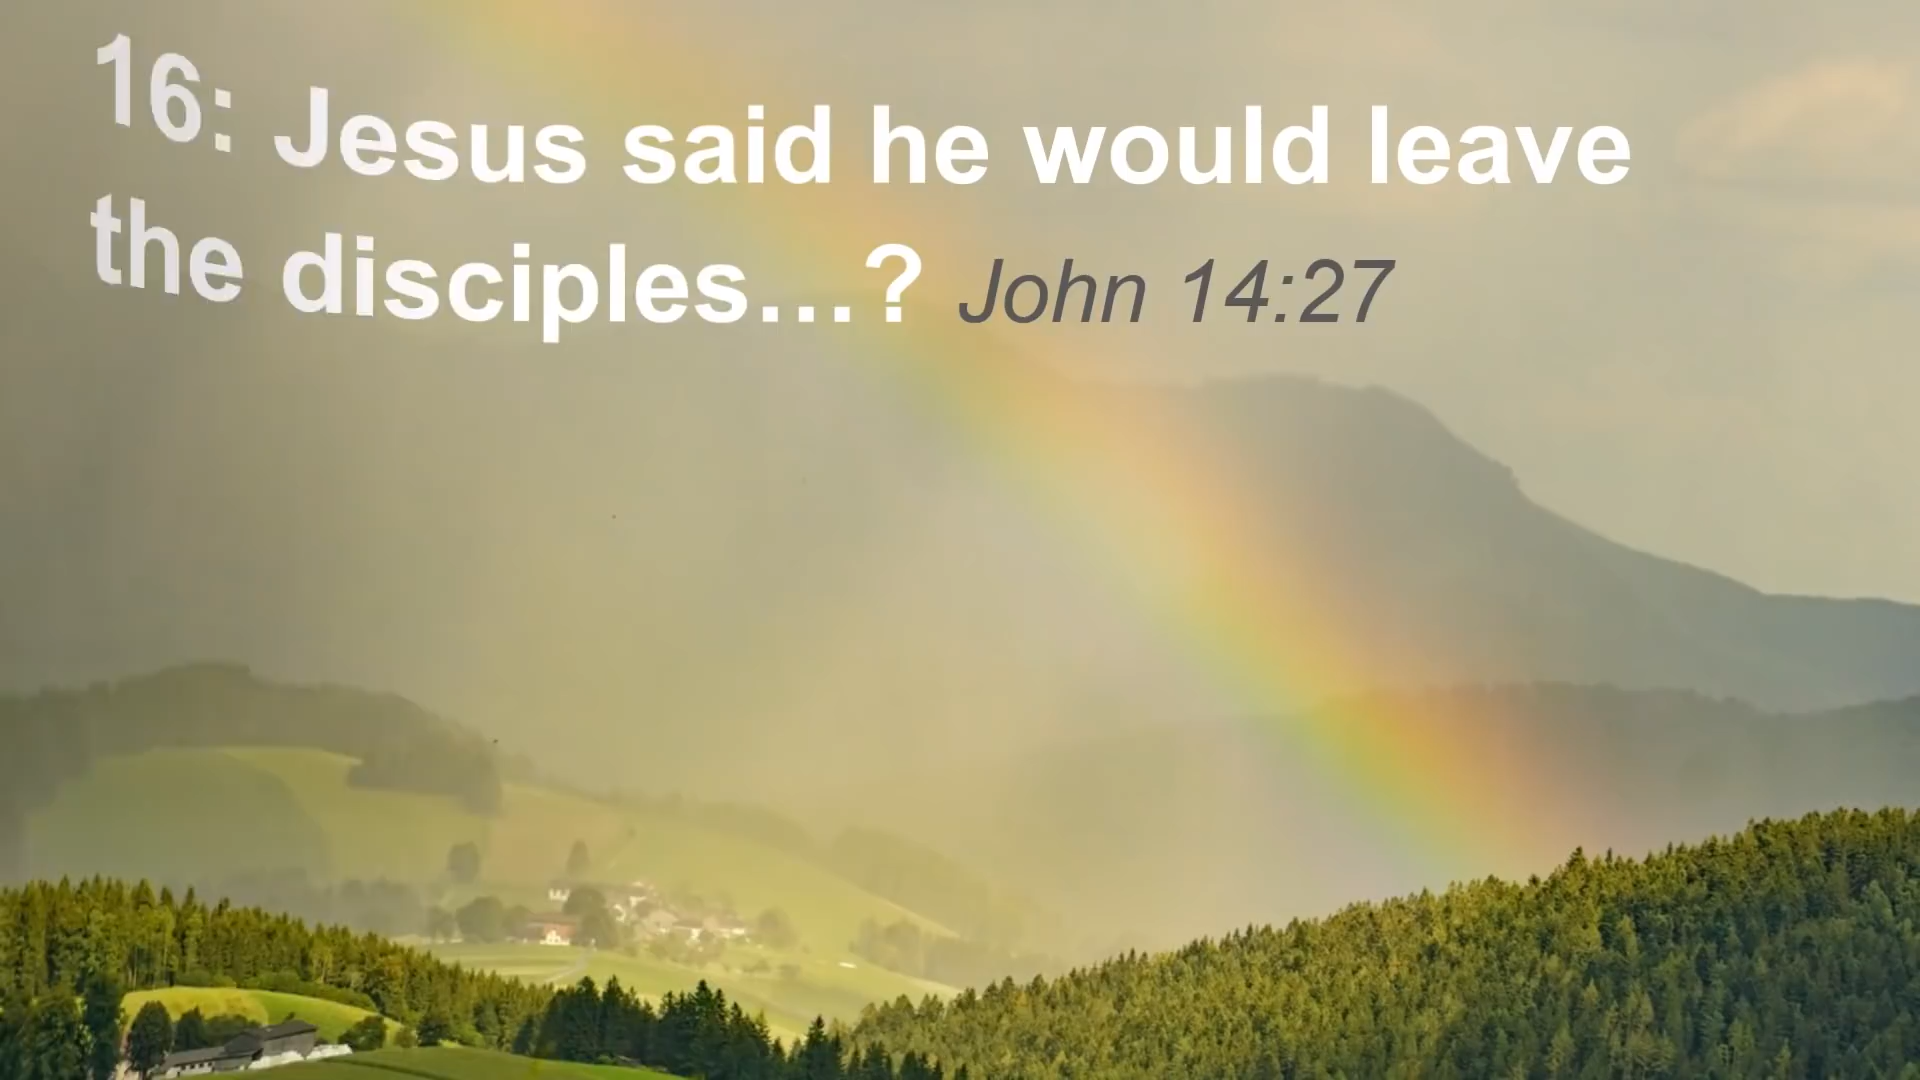 16: Jesus said he would leave
the disciples…? John 14:27